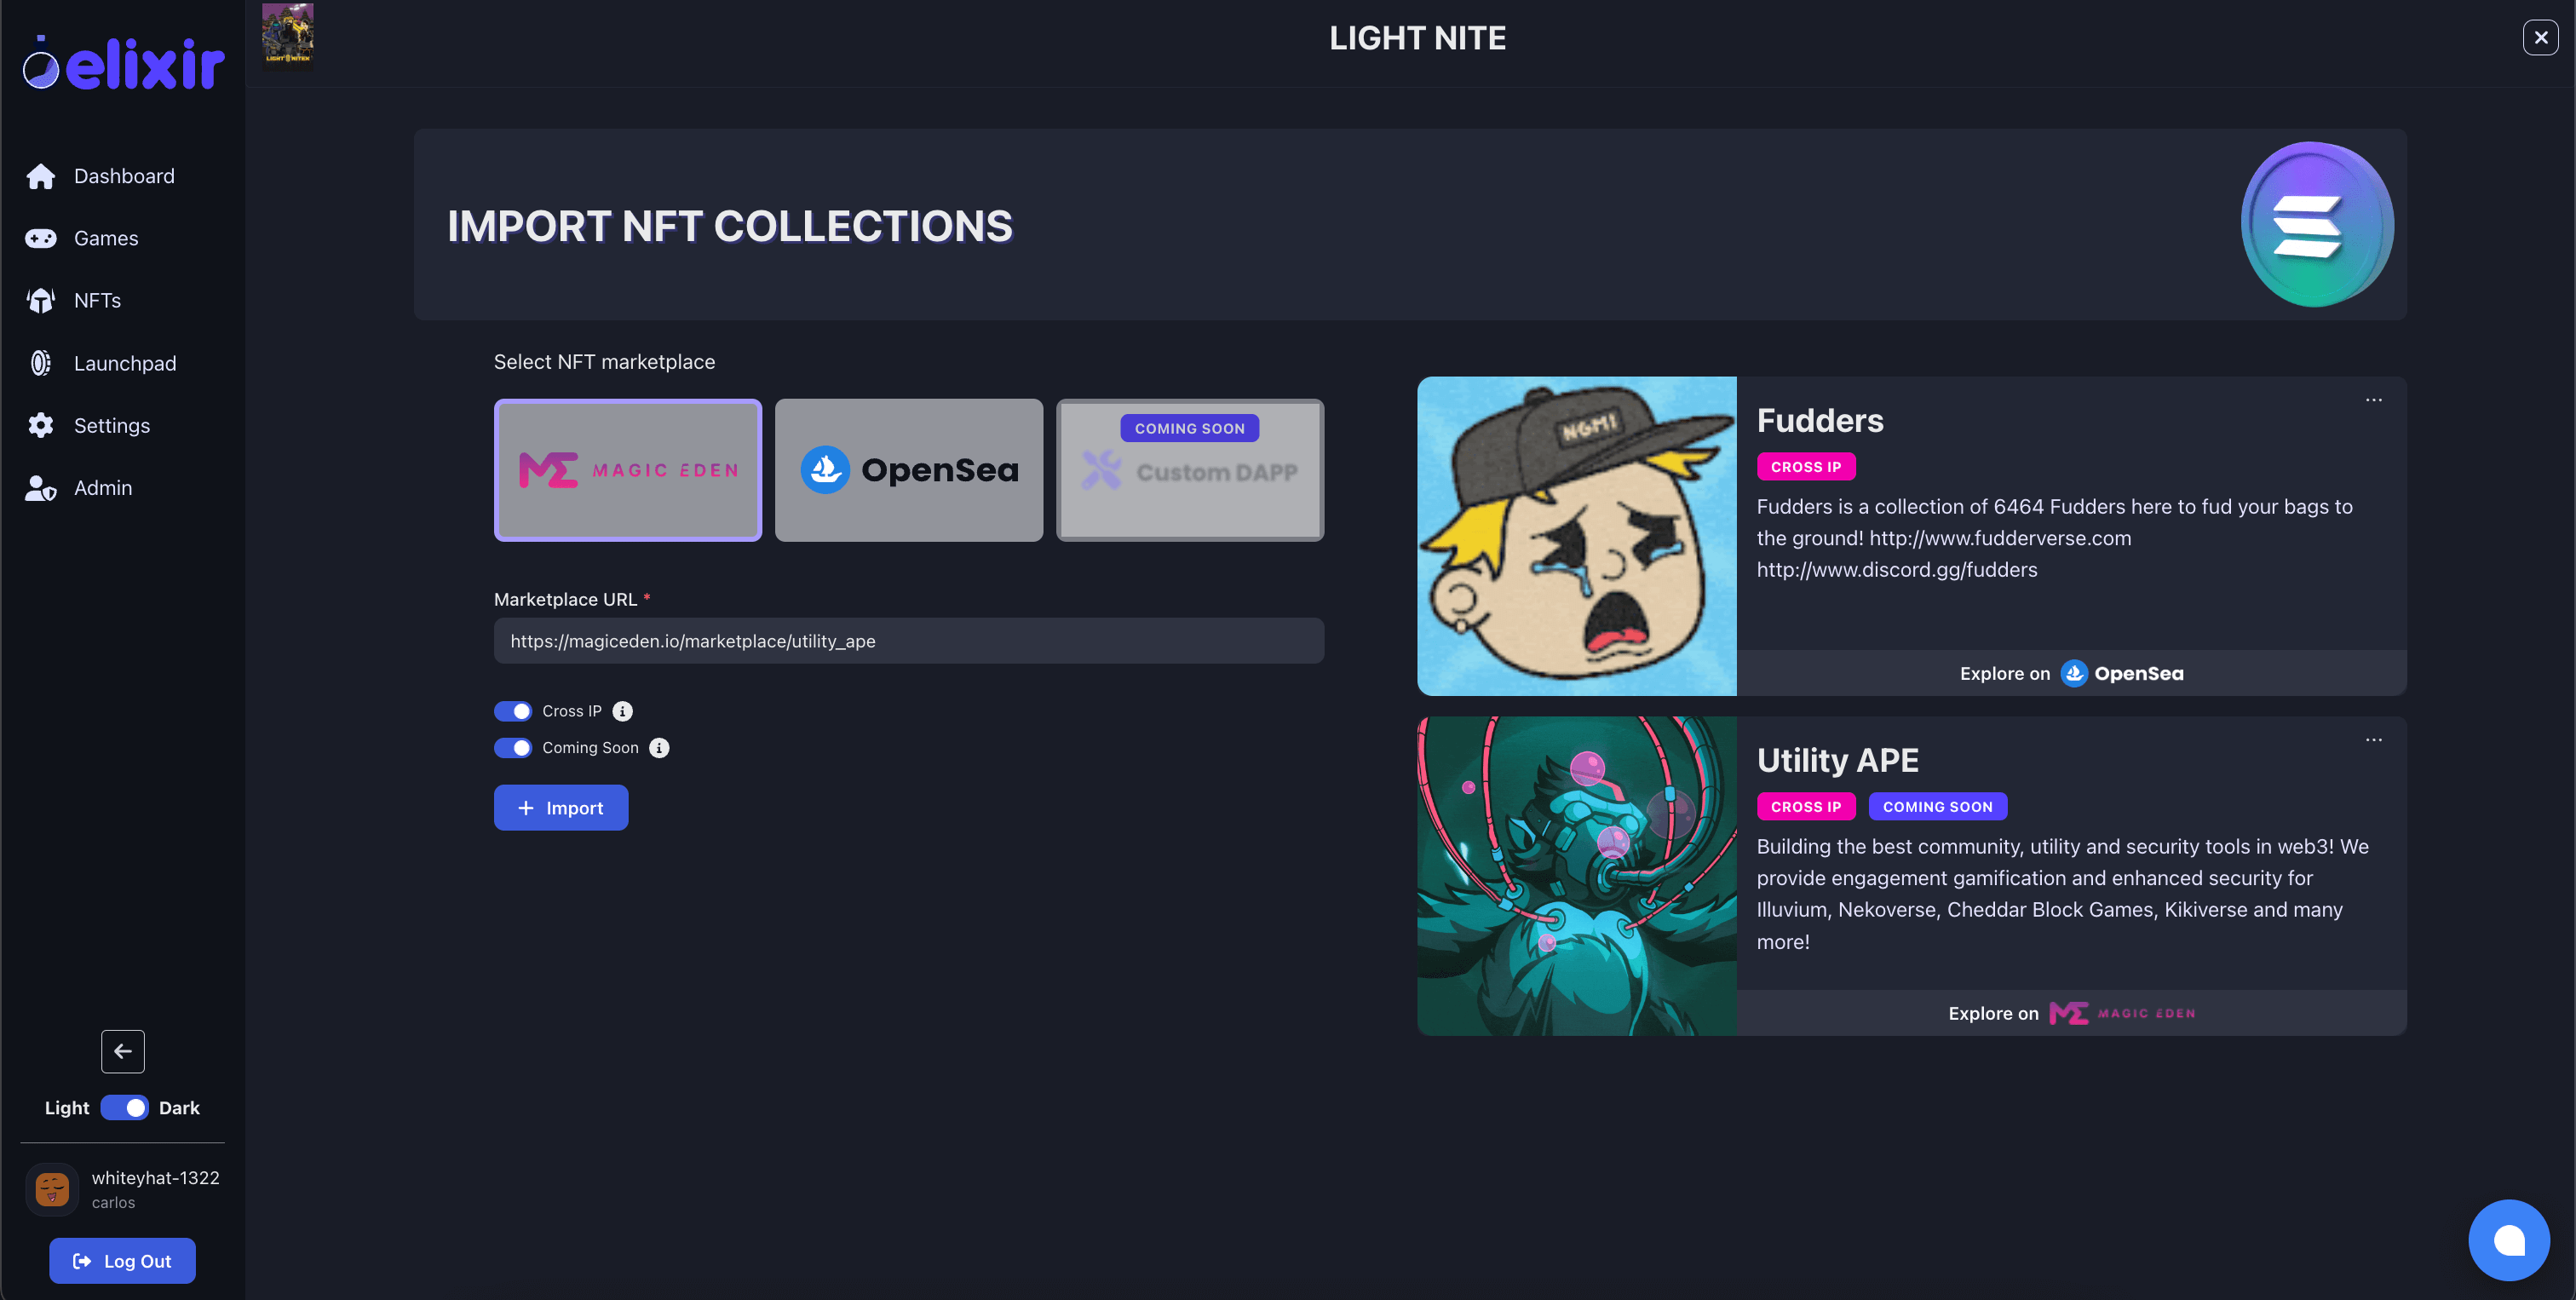 elixir
Dashboard
Games
NFTs
Launchpad
Settings
Admin
Light
Dark
whiteyhat-1322
carlos
Log Out
LIGHT NITE
IMPORT NFT COLLECTIONS
Select NFT marketplace
MAGIC EDEN
OpenSea
COMING SOON
Custom DAPP
Marketplace URL *
https://magiceden.io/marketplace/utility_ape
Cross IP
Coming Soon
Import
NGMI
Fudders
CROSS IP
Fudders is a collection of 6464 Fudders here to fud your bags to
the ground! http://www.fudderverse.com
http://www.discord.gg/fudders
Explore on OpenSea
Utility APE
CROSS IP
COMING SOON
Building the best community, utility and security tools in web3! We
provide engagement gamification and enhanced security for
Illuvium, Nekoverse, Cheddar Block Games, Kikiverse and many
more!
Explore on MAGIC EDEN